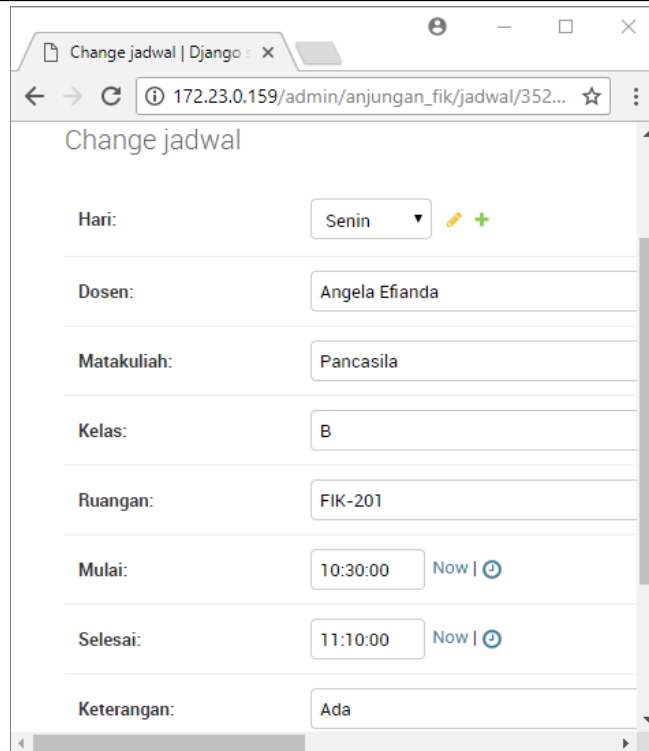 Change jadwal | Django s
172.23.0.159/admin/anjungan_fik/jadwal/352...
Change jadwal
Hari: Senin
Dosen: Angela Efianda
Matakuliah: Pancasila
Kelas: B
Ruangan: FIK-201
Mulai: 10:30:00 Now |
Selesai: 11:10:00 Now |
Keterangan: Ada